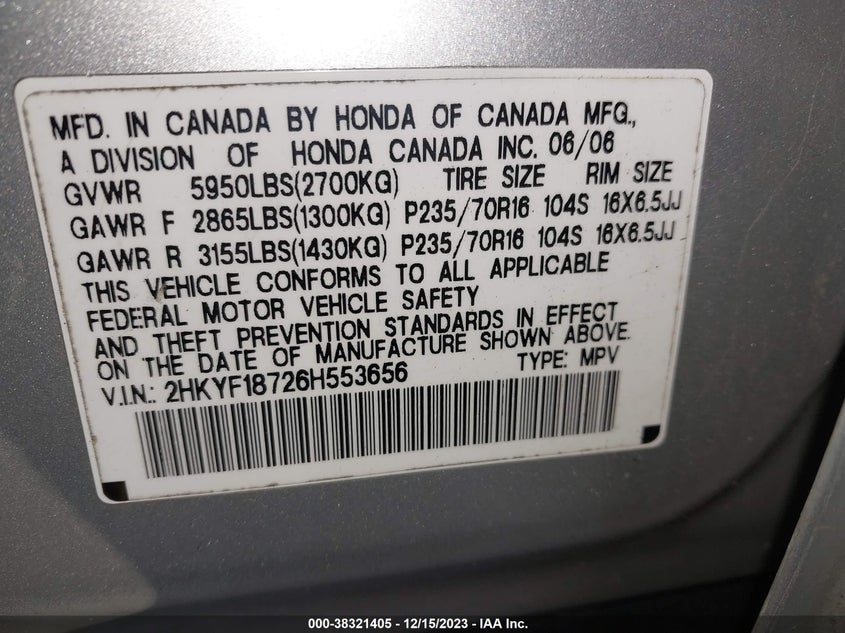 MFD. IN CANADA BY HONDA OF CANADA MFG.,
A DIVISION OF HONDA CANADA INC. 06/06
GVWR 5950LBS(2700KG) TIRE SIZE RIM SIZE
GAWR F 2865LBS(1300KG) P235/70R16 104S 16X6.5JJ
GAWR R 3155LBS(1430KG) P235/70R16 104S 16X6.5JJ
THIS VEHICLE CONFORMS TO ALL APPLICABLE
FEDERAL MOTOR VEHICLE SAFETY
AND THEFT PREVENTION STANDARDS IN EFFECT
ON THE DATE OF MANUFACTURE SHOWN ABOVE.
V.I.N.: 2HKYF18726H553656 TYPE: MPV
000-38321405 - 12/15/2023 - IAA Inc.